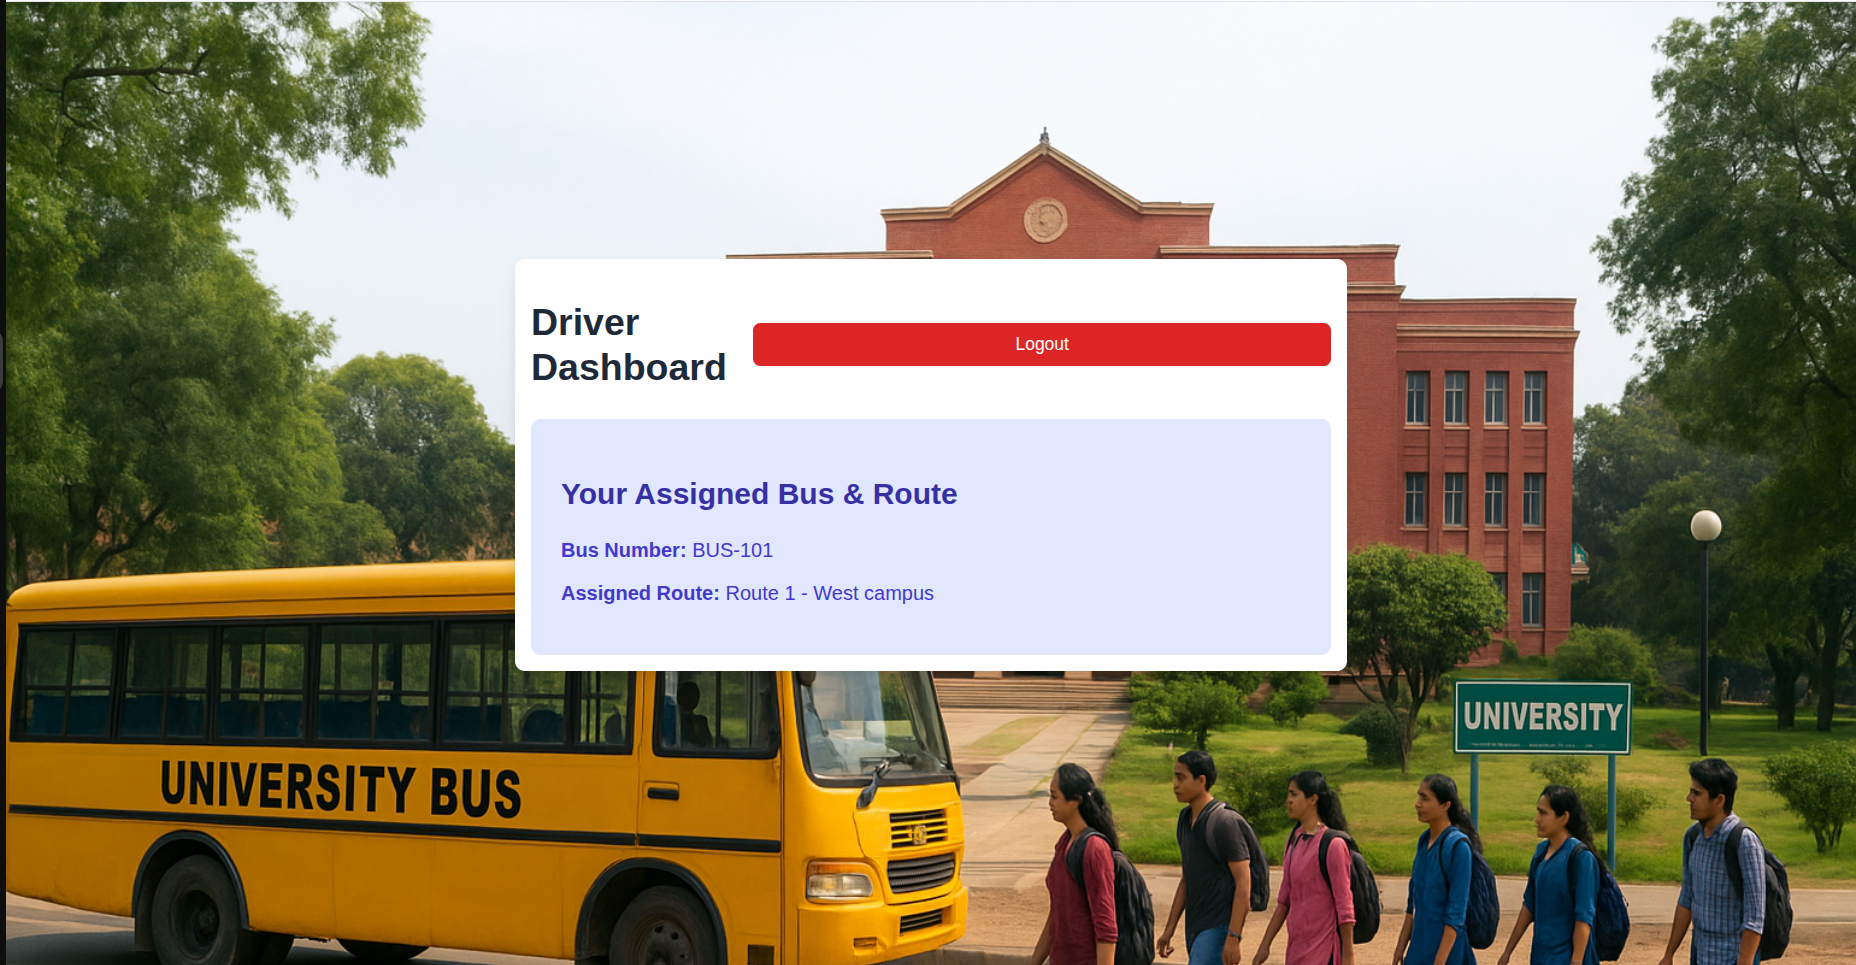 Driver
Dashboard
Logout
Your Assigned Bus & Route
Bus Number: BUS-101
Assigned Route: Route 1 - West campus
UNIVERSITY
UNIVERSITY BUS